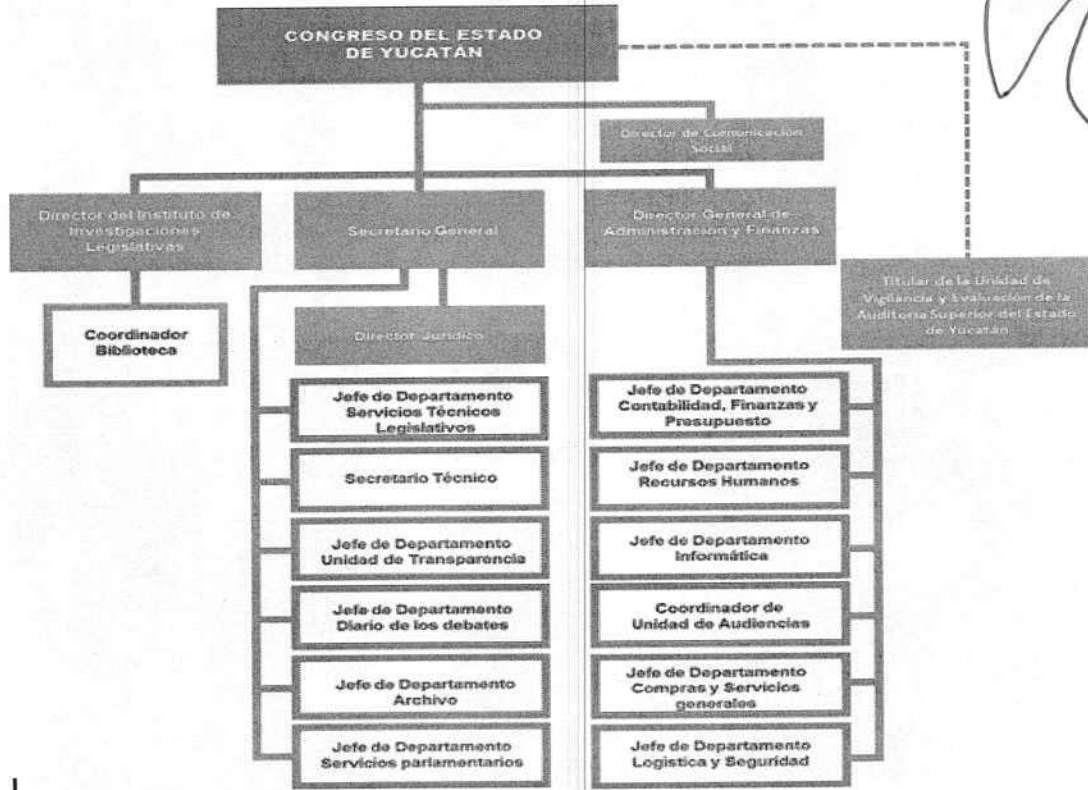 CONGRESO DEL ESTADO
DE YUCATÁN
Director de Comunicación
Social
Director del Instituto de
Investigaciones
Legislativas
Secretario General
Director General de
Administración y Finanzas
Titular de la Unidad de
Vigilancia y Evaluación de la
Auditoría Superior del Estado
de Yucatán
Coordinador
Biblioteca
Director Jurídico
Jefe de Departamento
Servicios Técnicos
Legislativos
Secretario Técnico
Jefe de Departamento
Unidad de Transparencia
Jefe de Departamento
Diario de los debates
Jefe de Departamento
Archivo
Jefe de Departamento
Servicios parlamentarios
Jefe de Departamento
Contabilidad, Finanzas y
Presupuesto
Jefe de Departamento
Recursos Humanos
Jefe de Departamento
Informática
Coordinador de
Unidad de Audiencias
Jefe de Departamento
Compras y Servicios
generales
Jefe de Departamento
Logística y Seguridad